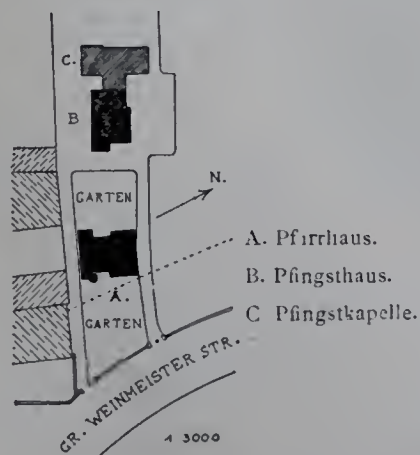 C.
B
GARTEN
N.
A.
GARTEN
A. Pfarrhaus.
B. Pfingsthaus.
C Pfingstkapelle.
GR. WEINMEISTER STR.
1 3000